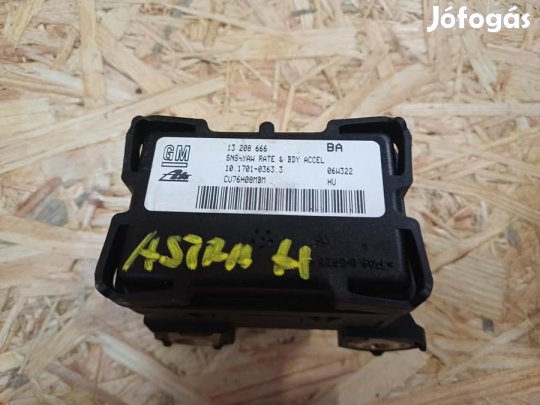 Jófogás
GM
13 208 666
BA
SNS-YAW RATE & BDY ACCEL
Ate
10.1701-0363.3
06W322
CU76H08MBM
HU
ASTRA H